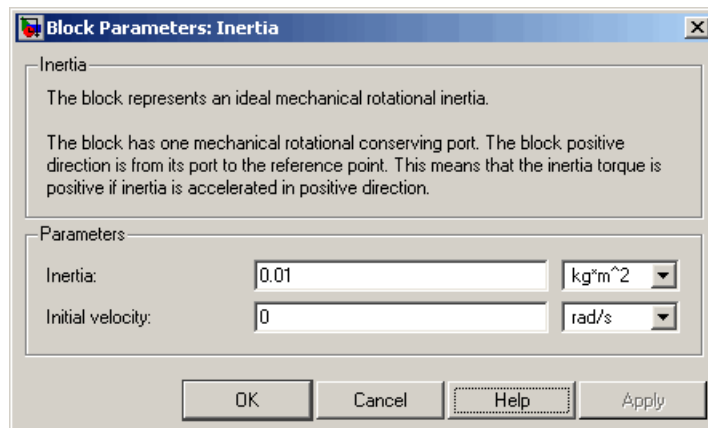 Block Parameters: Inertia
Inertia
The block represents an ideal mechanical rotational inertia.
The block has one mechanical rotational conserving port. The block positive
direction is from its port to the reference point. This means that the inertia torque is
positive if inertia is accelerated in positive direction.
Parameters
Inertia: 0.01 kg*m^2
Initial velocity: 0 rad/s
OK Cancel Help Apply